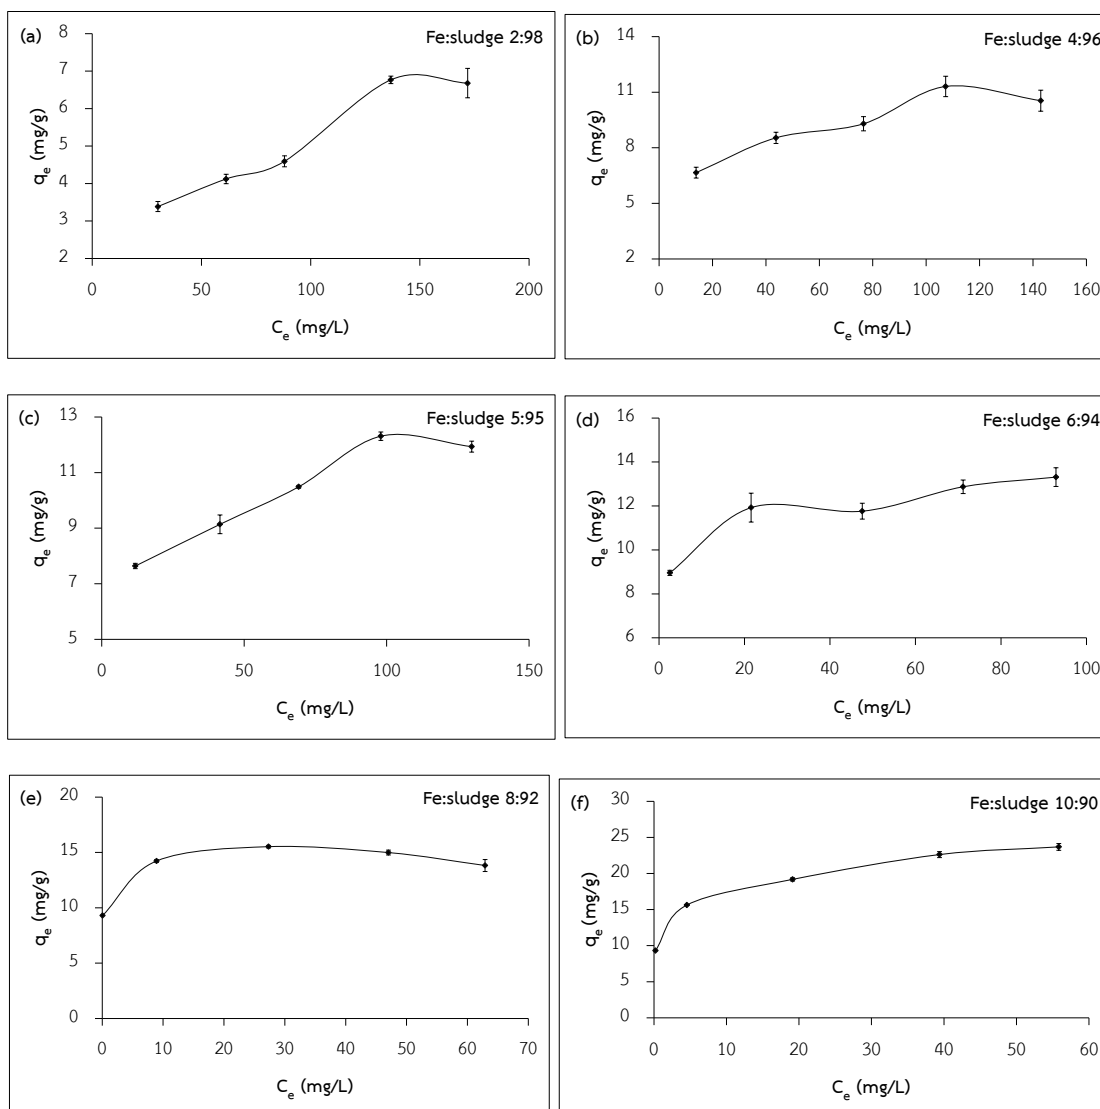 (a)
Fe:sludge 2:98
8
7
6
5
4
3
2
qₑ (mg/g)
0 50 100 150 200
Cₑ (mg/L)
(b)
Fe:sludge 4:96
14
11
8
5
2
qₑ (mg/g)
0 20 40 60 80 100 120 140 160
Cₑ (mg/L)
(c)
Fe:sludge 5:95
13
11
9
7
5
qₑ (mg/g)
0 50 100 150
Cₑ (mg/L)
(d)
Fe:sludge 6:94
16
14
12
10
8
6
qₑ (mg/g)
0 20 40 60 80 100
Cₑ (mg/L)
(e)
Fe:sludge 8:92
20
15
10
5
0
qₑ (mg/g)
0 10 20 30 40 50 60 70
Cₑ (mg/L)
(f)
Fe:sludge 10:90
30
25
20
15
10
5
0
qₑ (mg/g)
0 10 20 30 40 50 60
Cₑ (mg/L)